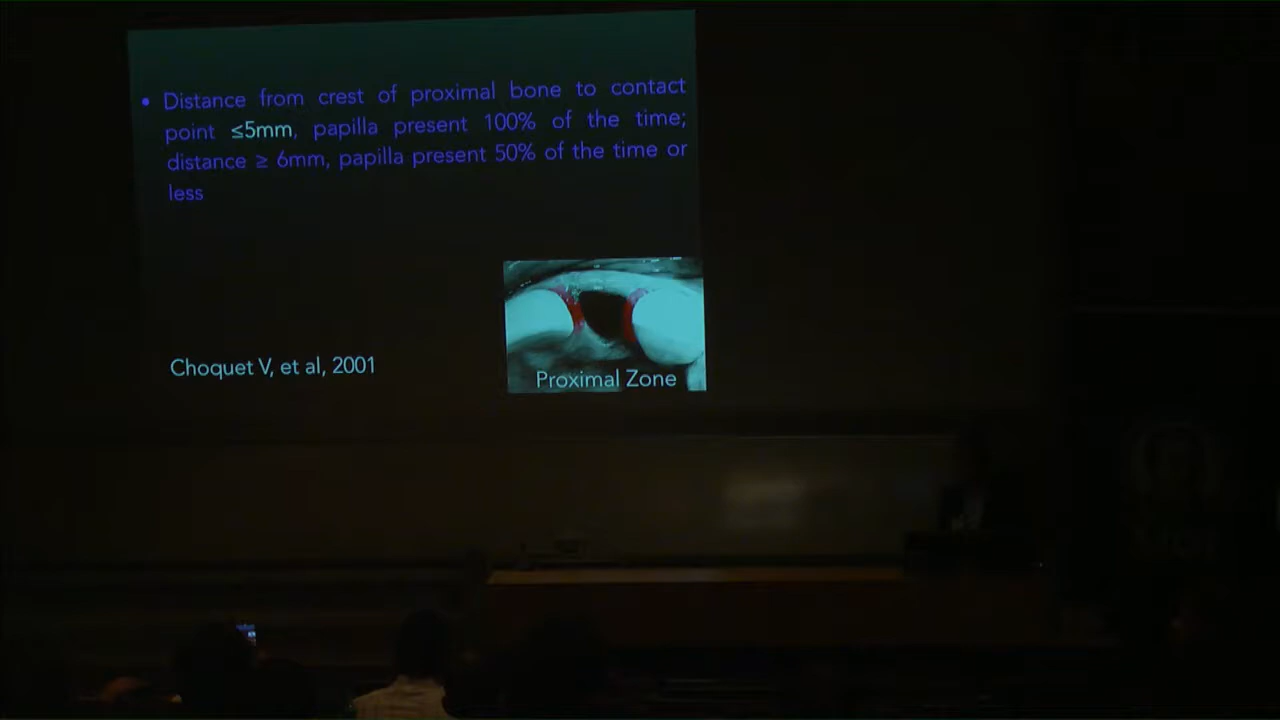 • Distance from crest of proximal bone to contact
point ≤5mm, papilla present 100% of the time;
distance ≥ 6mm, papilla present 50% of the time or
less
Choquet V, et al, 2001
Proximal Zone